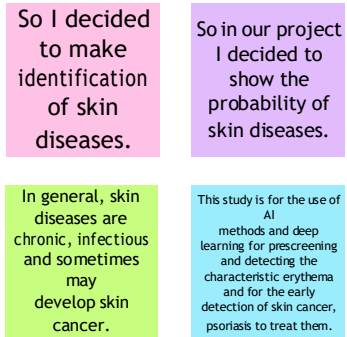 So I decided
to make
identification
of skin
diseases.
So in our project
I decided to
show the
probability of
skin diseases.
In general, skin
diseases are
chronic, infectious
and sometimes
may
develop skin
cancer.
This study is for the use of
AI
methods and deep
learning for prescreening
and detecting the
characteristic erythema
and for the early
detection of skin cancer,
psoriasis to treat them.